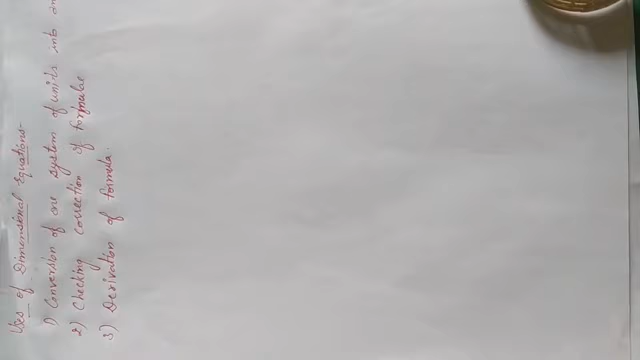 Uses of Dimensional Equations-
1) Conversion of one system of units into an
2) Checking correction of formulae
3) Derivation of formula.